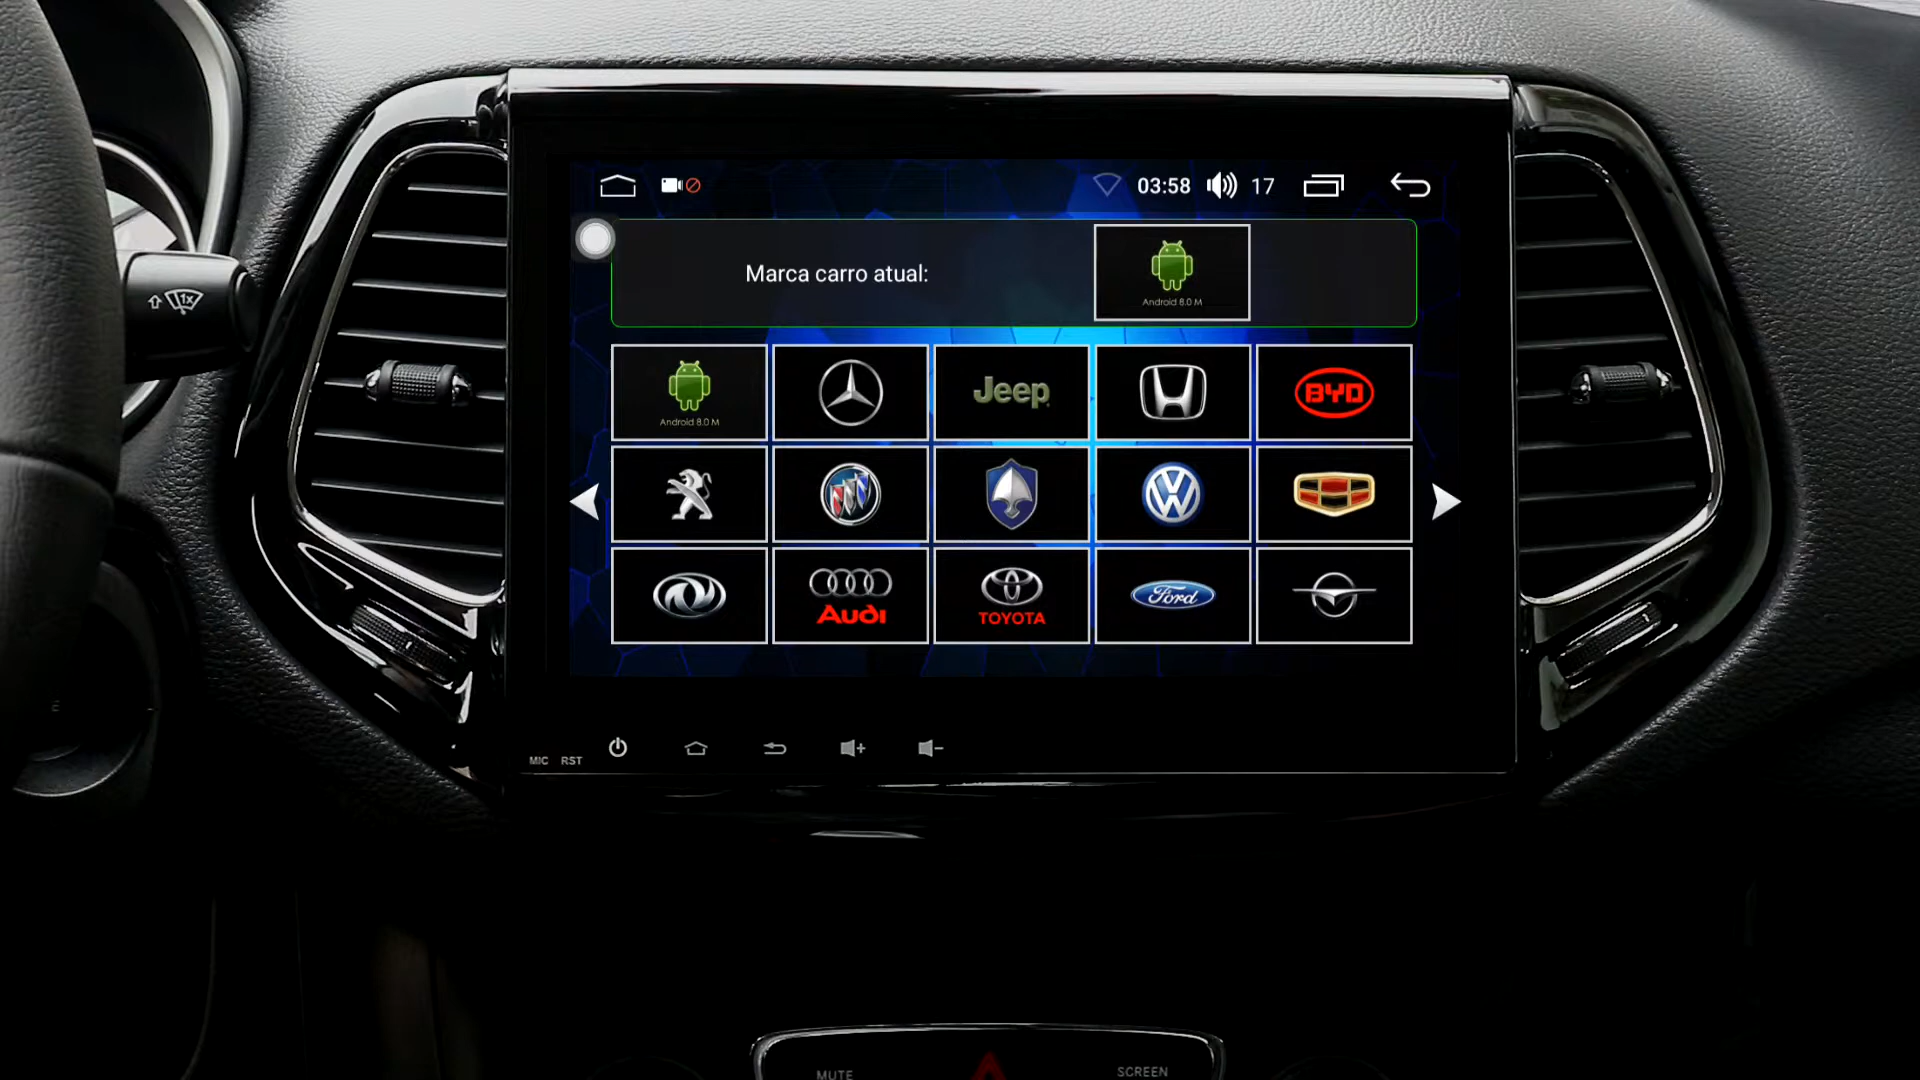 03:58
17
Marca carro atual:
Android 8.0 M
Android 8.0 M
Jeep
BYD
Audi
TOYOTA
Ford
1x
MIC RST
E
MUTE
SCREEN